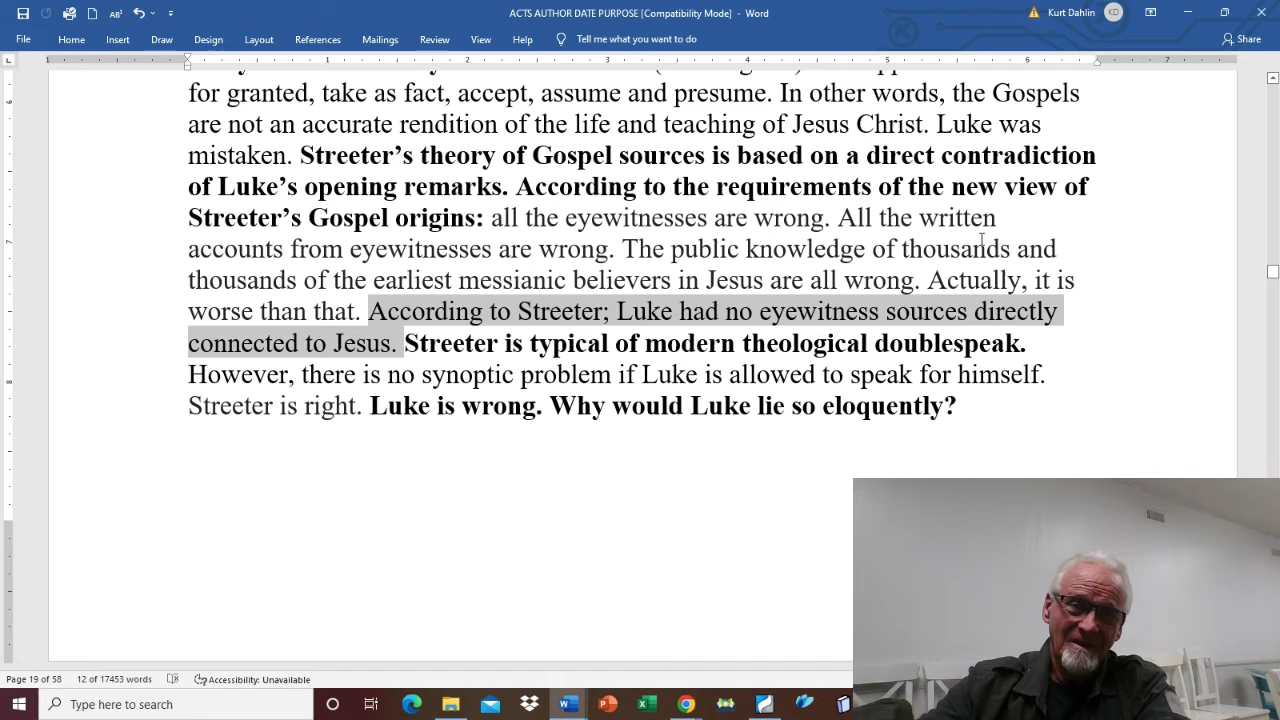 ACTS AUTHOR DATE PURPOSE [Compatibility Mode] - Word
Kurt Dahlin KD
File Home Insert Draw Design Layout References Mailings Review View Help Tell me what you want to do Share
1 1 2 3 4 5 6 7
for granted, take as fact, accept, assume and presume. In other words, the Gospels
are not an accurate rendition of the life and teaching of Jesus Christ. Luke was
mistaken. Streeter’s theory of Gospel sources is based on a direct contradiction
of Luke’s opening remarks. According to the requirements of the new view of
Streeter’s Gospel origins: all the eyewitnesses are wrong. All the written
accounts from eyewitnesses are wrong. The public knowledge of thousands and
thousands of the earliest messianic believers in Jesus are all wrong. Actually, it is
worse than that. According to Streeter; Luke had no eyewitness sources directly
connected to Jesus. Streeter is typical of modern theological doublespeak.
However, there is no synoptic problem if Luke is allowed to speak for himself.
Streeter is right. Luke is wrong. Why would Luke lie so eloquently?
Page 19 of 58 12 of 17453 words Accessibility: Unavailable
Type here to search